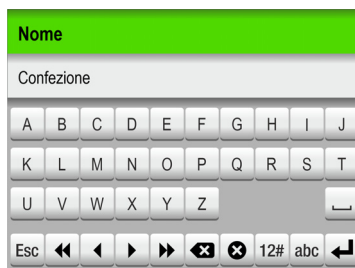 Nome
Confezione
A B C D E F G H I J
K L M N O P Q R S T
U V W X Y Z
Esc 12# abc